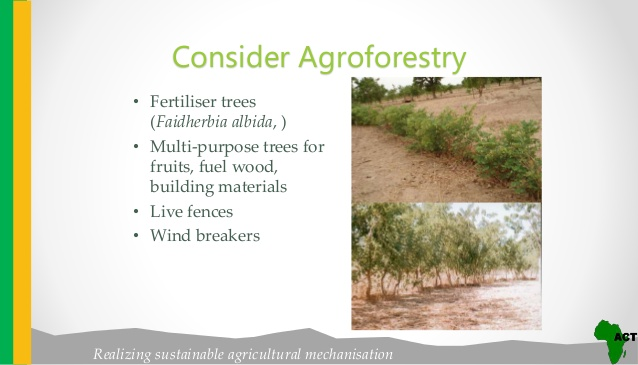 Consider Agroforestry
• Fertiliser trees
(Faidherbia albida, )
• Multi-purpose trees for
fruits, fuel wood,
building materials
• Live fences
• Wind breakers
Realizing sustainable agricultural mechanisation
ACT